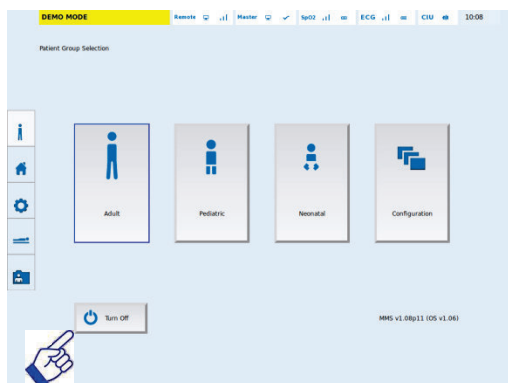 DEMO MODE Remote Master SpO2 ECG CIU 10:08
Patient Group Selection
Adult Pediatric Neonatal Configuration
Turn Off MMS v1.08p11 (OS v1.06)